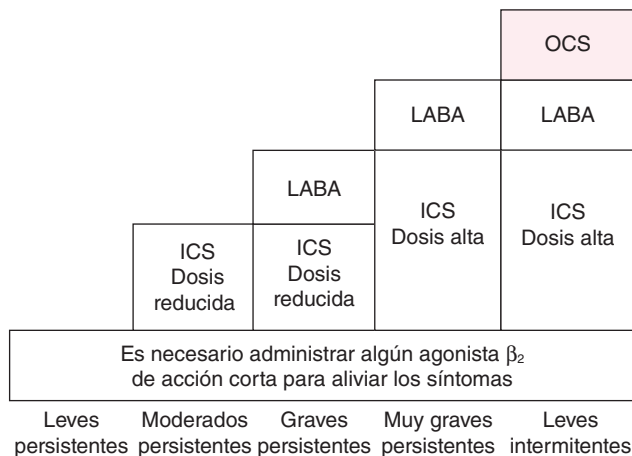 OCS
LABA
LABA
LABA
ICS
Dosis alta
ICS
Dosis alta
ICS
Dosis
reducida
ICS
Dosis
reducida
Es necesario administrar algún agonista β₂
de acción corta para aliviar los síntomas
Leves
persistentes
Moderados
persistentes
Graves
persistentes
Muy graves
persistentes
Leves
intermitentes